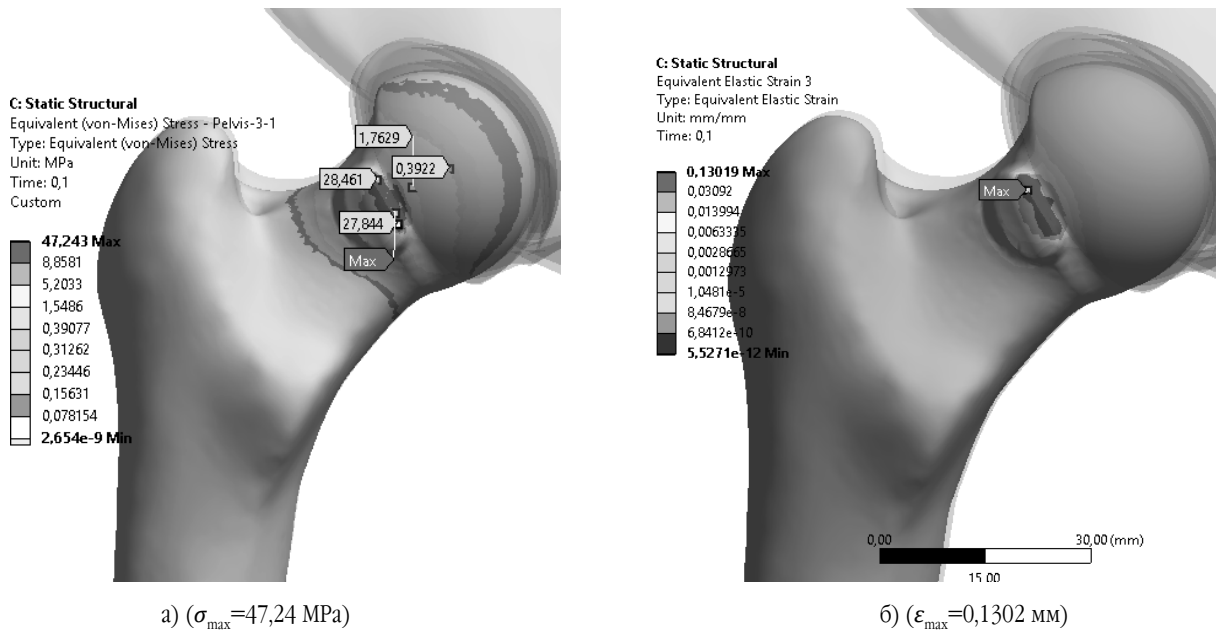 C: Static Structural
Equivalent (von-Mises) Stress - Pelvis-3-1
Type: Equivalent (von-Mises) Stress
Unit: MPa
Time: 0,1
Custom
47,243 Max
8,8581
5,2033
1,5486
0,39077
0,31262
0,23446
0,15631
0,078154
2,654e-9 Min
1,7629
0,3922
28,461
27,844
Max
а) (σmax=47,24 MPa)
C: Static Structural
Equivalent Elastic Strain 3
Type: Equivalent Elastic Strain
Unit: mm/mm
Time: 0,1
0,13019 Max
0,03092
0,013994
0,0063335
0,0028665
0,0012973
1,0481e-5
8,4679e-8
6,8412e-10
5,5271e-12 Min
Max
0,00
30,00 (mm)
15,00
б) (εmax=0,1302 мм)